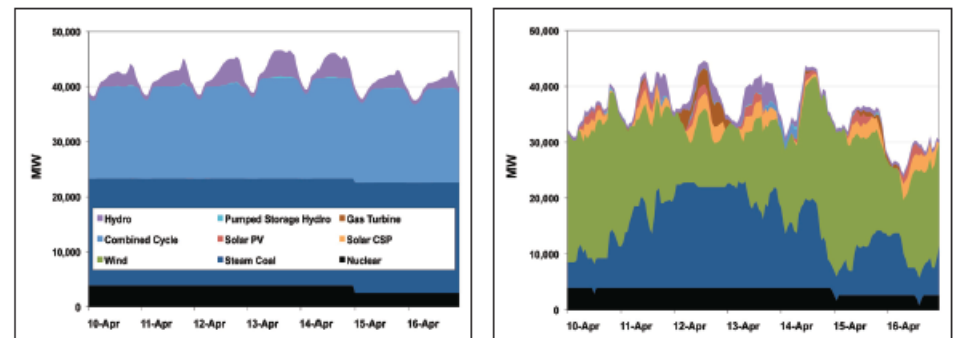 50,000
40,000
30,000
20,000
10,000
0
MW
Hydro Pumped Storage Hydro Gas Turbine
Combined Cycle Solar PV Solar CSP
Wind Steam Coal Nuclear
10-Apr 11-Apr 12-Apr 13-Apr 14-Apr 15-Apr 16-Apr
50,000
40,000
30,000
20,000
10,000
0
MW
10-Apr 11-Apr 12-Apr 13-Apr 14-Apr 15-Apr 16-Apr